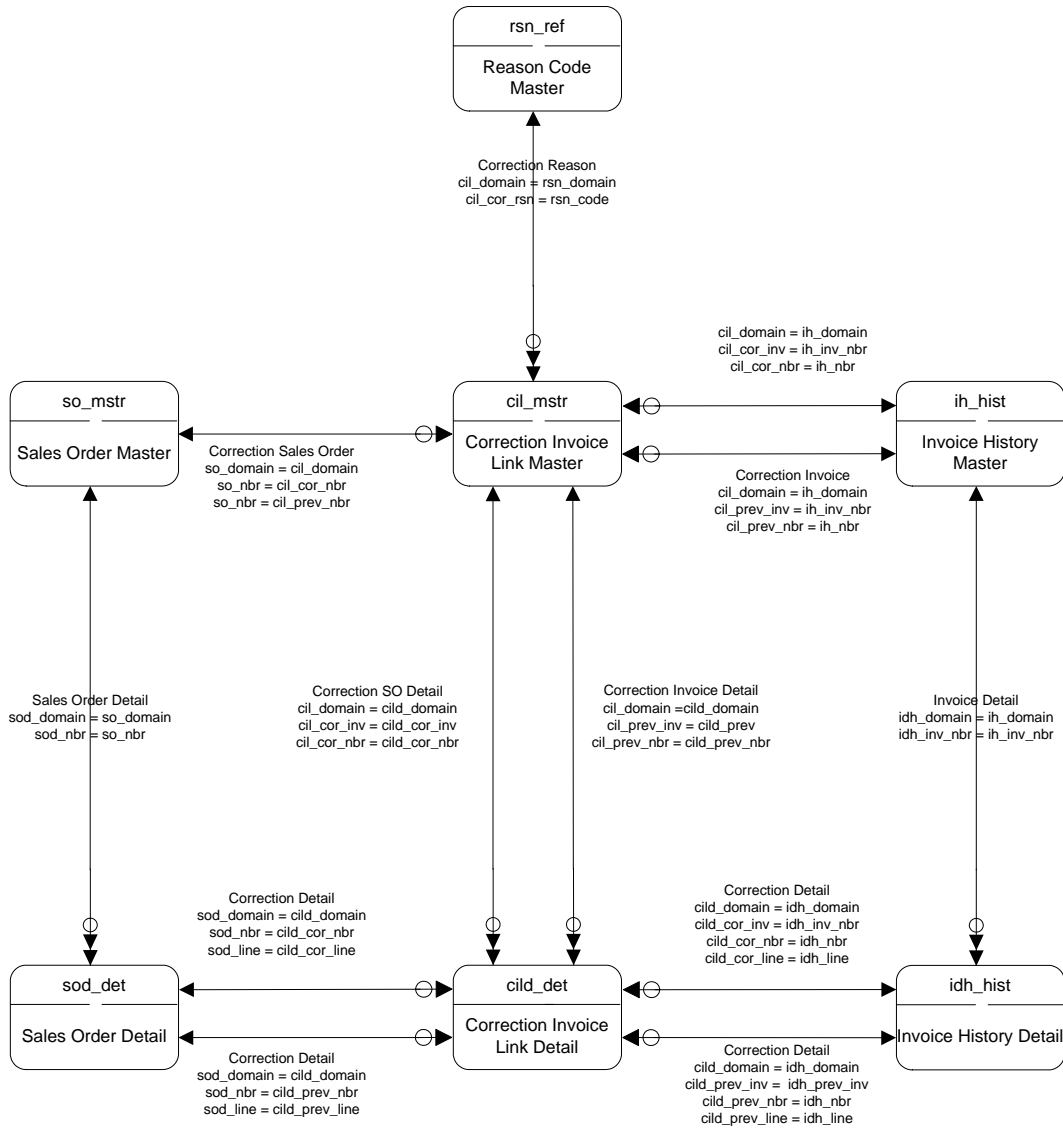 rsn_ref
Reason Code
Master
Correction Reason
cil_domain = rsn_domain
cil_cor_rsn = rsn_code
cil_domain = ih_domain
cil_cor_inv = ih_inv_nbr
cil_cor_nbr = ih_nbr
so_mstr
Sales Order Master
Correction Sales Order
so_domain = cil_domain
so_nbr = cil_cor_nbr
so_nbr = cil_prev_nbr
cil_mstr
Correction Invoice
Link Master
Correction Invoice
cil_domain = ih_domain
cil_prev_inv = ih_inv_nbr
cil_prev_nbr = ih_nbr
ih_hist
Invoice History
Master
Sales Order Detail
sod_domain = so_domain
sod_nbr = so_nbr
Correction SO Detail
cil_domain = cild_domain
cil_cor_inv = cild_cor_inv
cil_cor_nbr = cild_cor_nbr
Correction Invoice Detail
cil_domain =cild_domain
cil_prev_inv = cild_prev
cil_prev_nbr = cild_prev_nbr
Invoice Detail
idh_domain = ih_domain
idh_inv_nbr = ih_inv_nbr
Correction Detail
sod_domain = cild_domain
sod_nbr = cild_cor_nbr
sod_line = cild_cor_line
Correction Detail
cild_domain = idh_domain
cild_cor_inv = idh_inv_nbr
cild_cor_nbr = idh_nbr
cild_cor_line = idh_line
sod_det
Sales Order Detail
cild_det
Correction Invoice
Link Detail
idh_hist
Invoice History Detail
Correction Detail
sod_domain = cild_domain
sod_nbr = cild_prev_nbr
sod_line = cild_prev_line
Correction Detail
cild_domain = idh_domain
cild_prev_inv =  idh_prev_inv
cild_prev_nbr = idh_nbr
cild_prev_line = idh_line